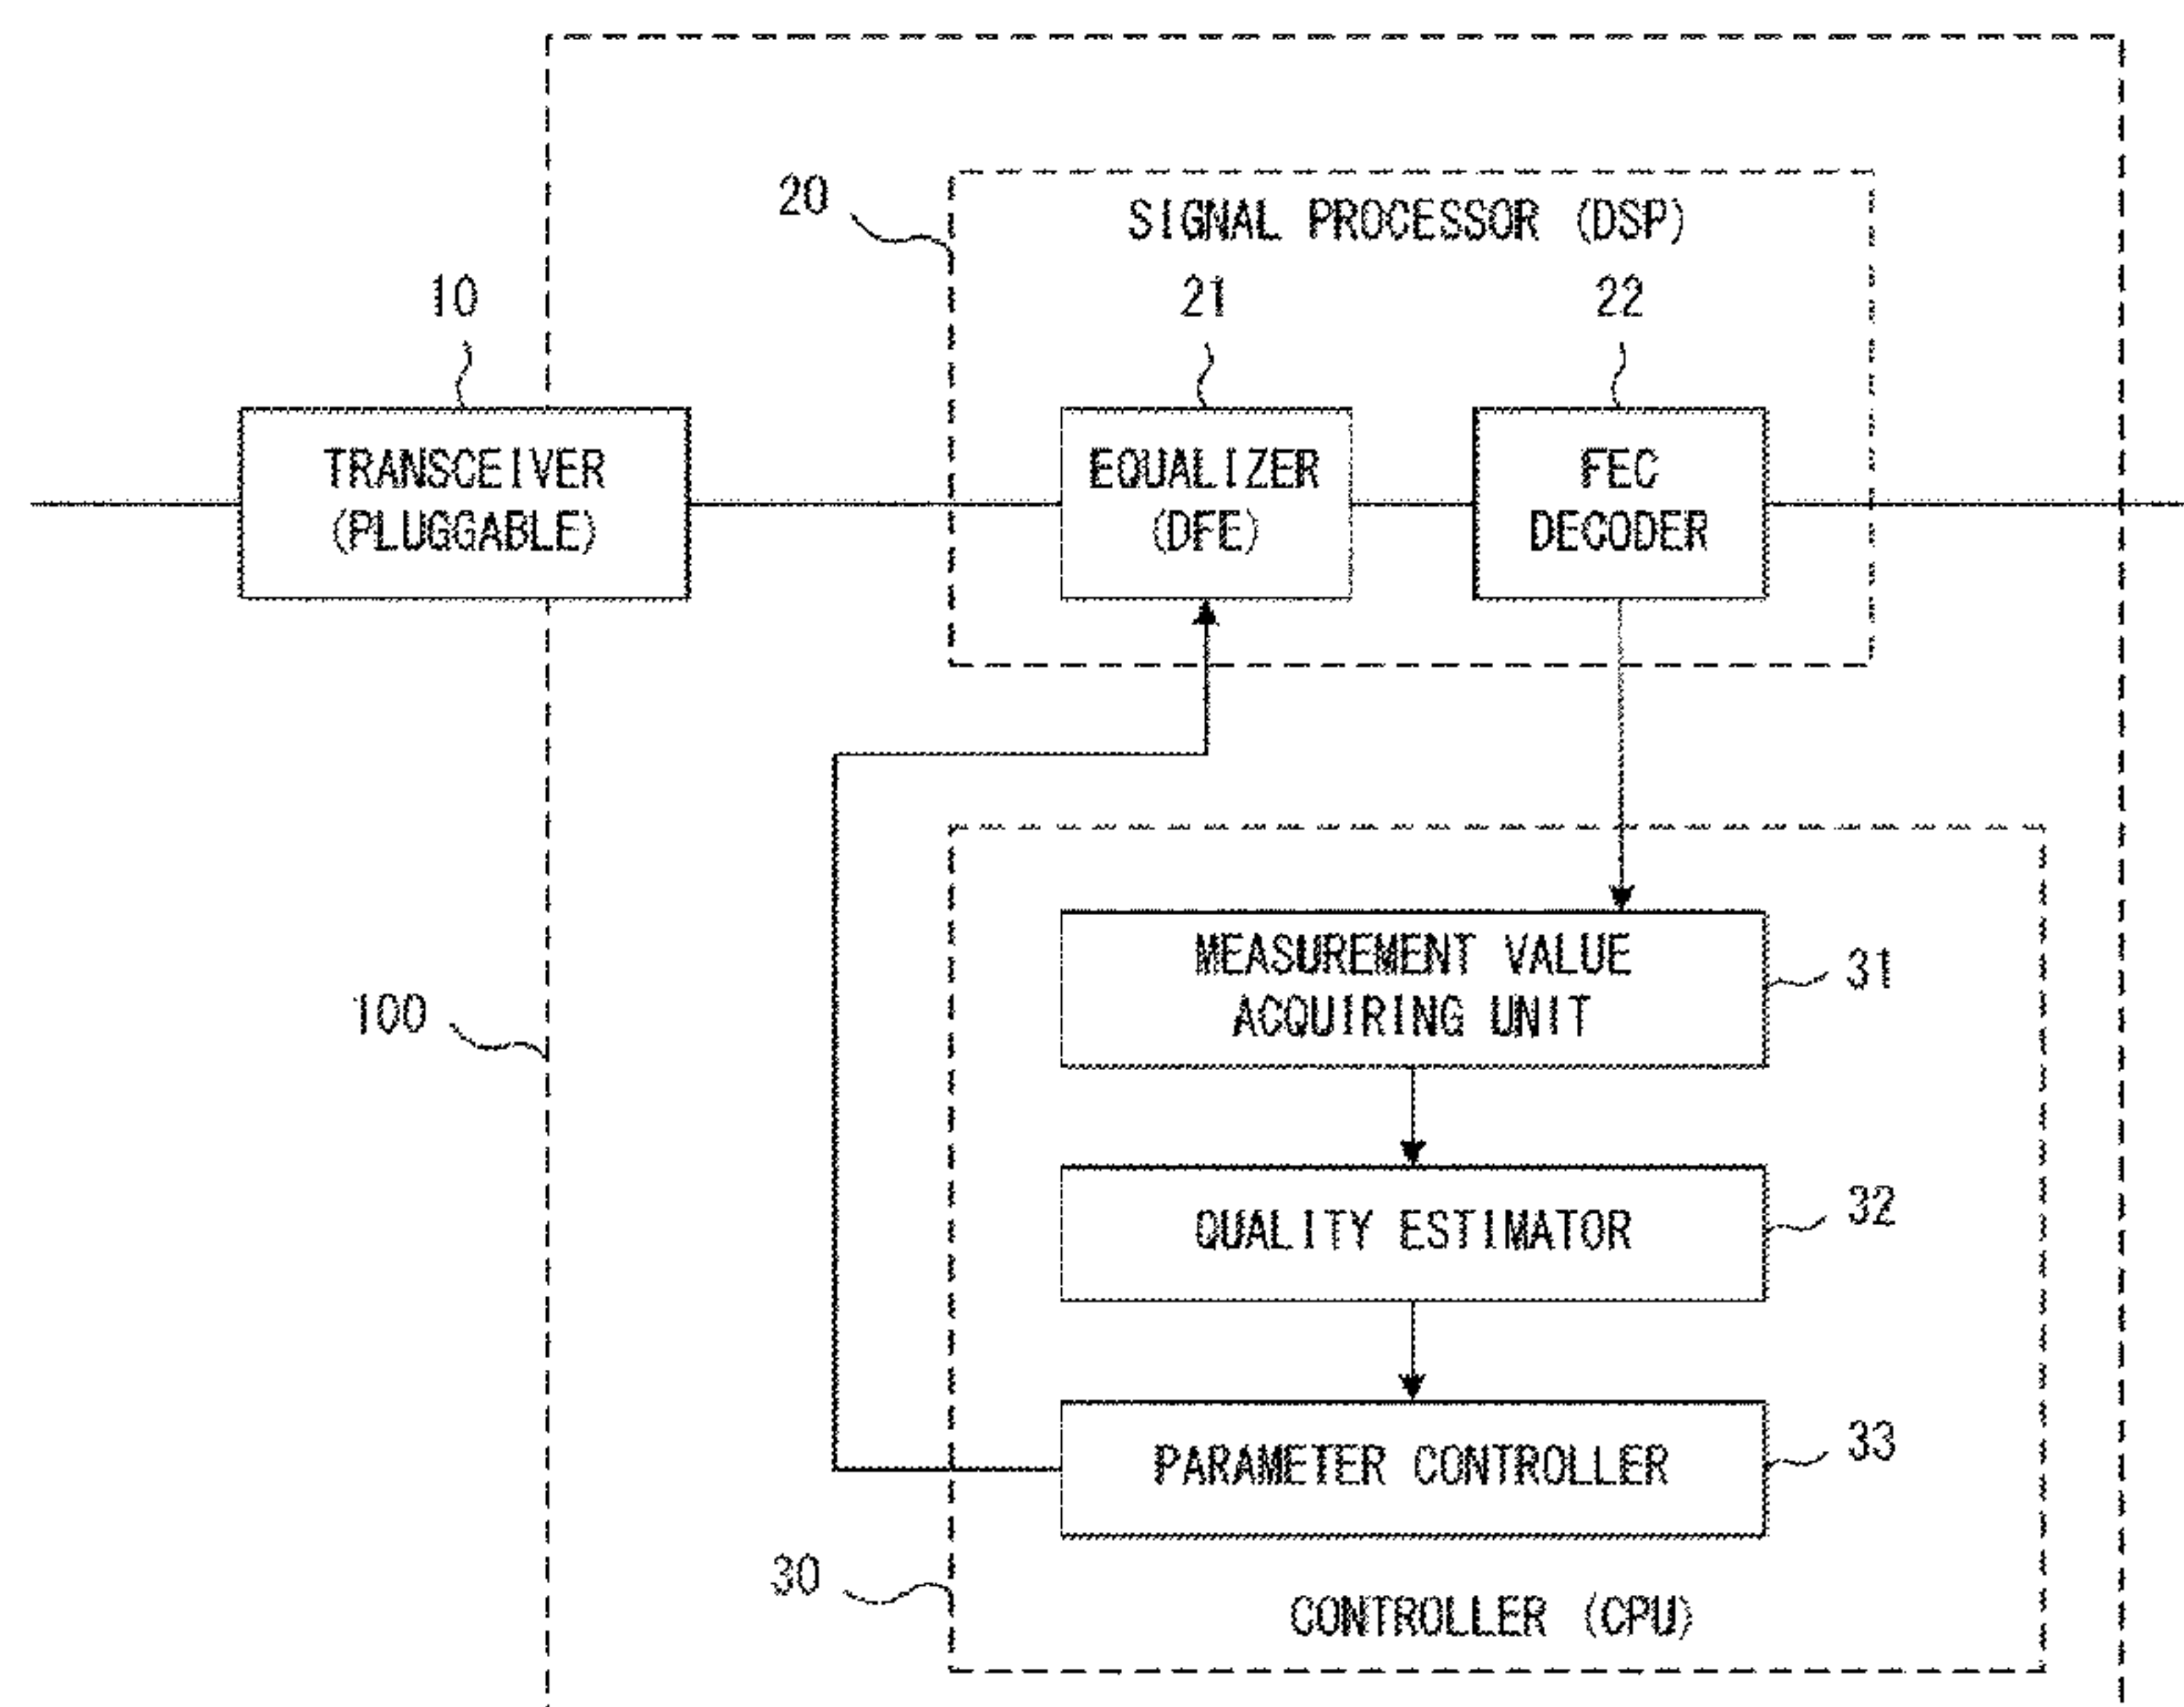 20
SIGNAL PROCESSOR (DSP)
10
21
22
TRANSCEIVER
(PLUGGABLE)
EQUALIZER
(DFE)
FEC
DECODER
MEASUREMENT VALUE
ACQUIRING UNIT
31
100
QUALITY ESTIMATOR
32
PARAMETER CONTROLLER
33
30
CONTROLLER (CPU)